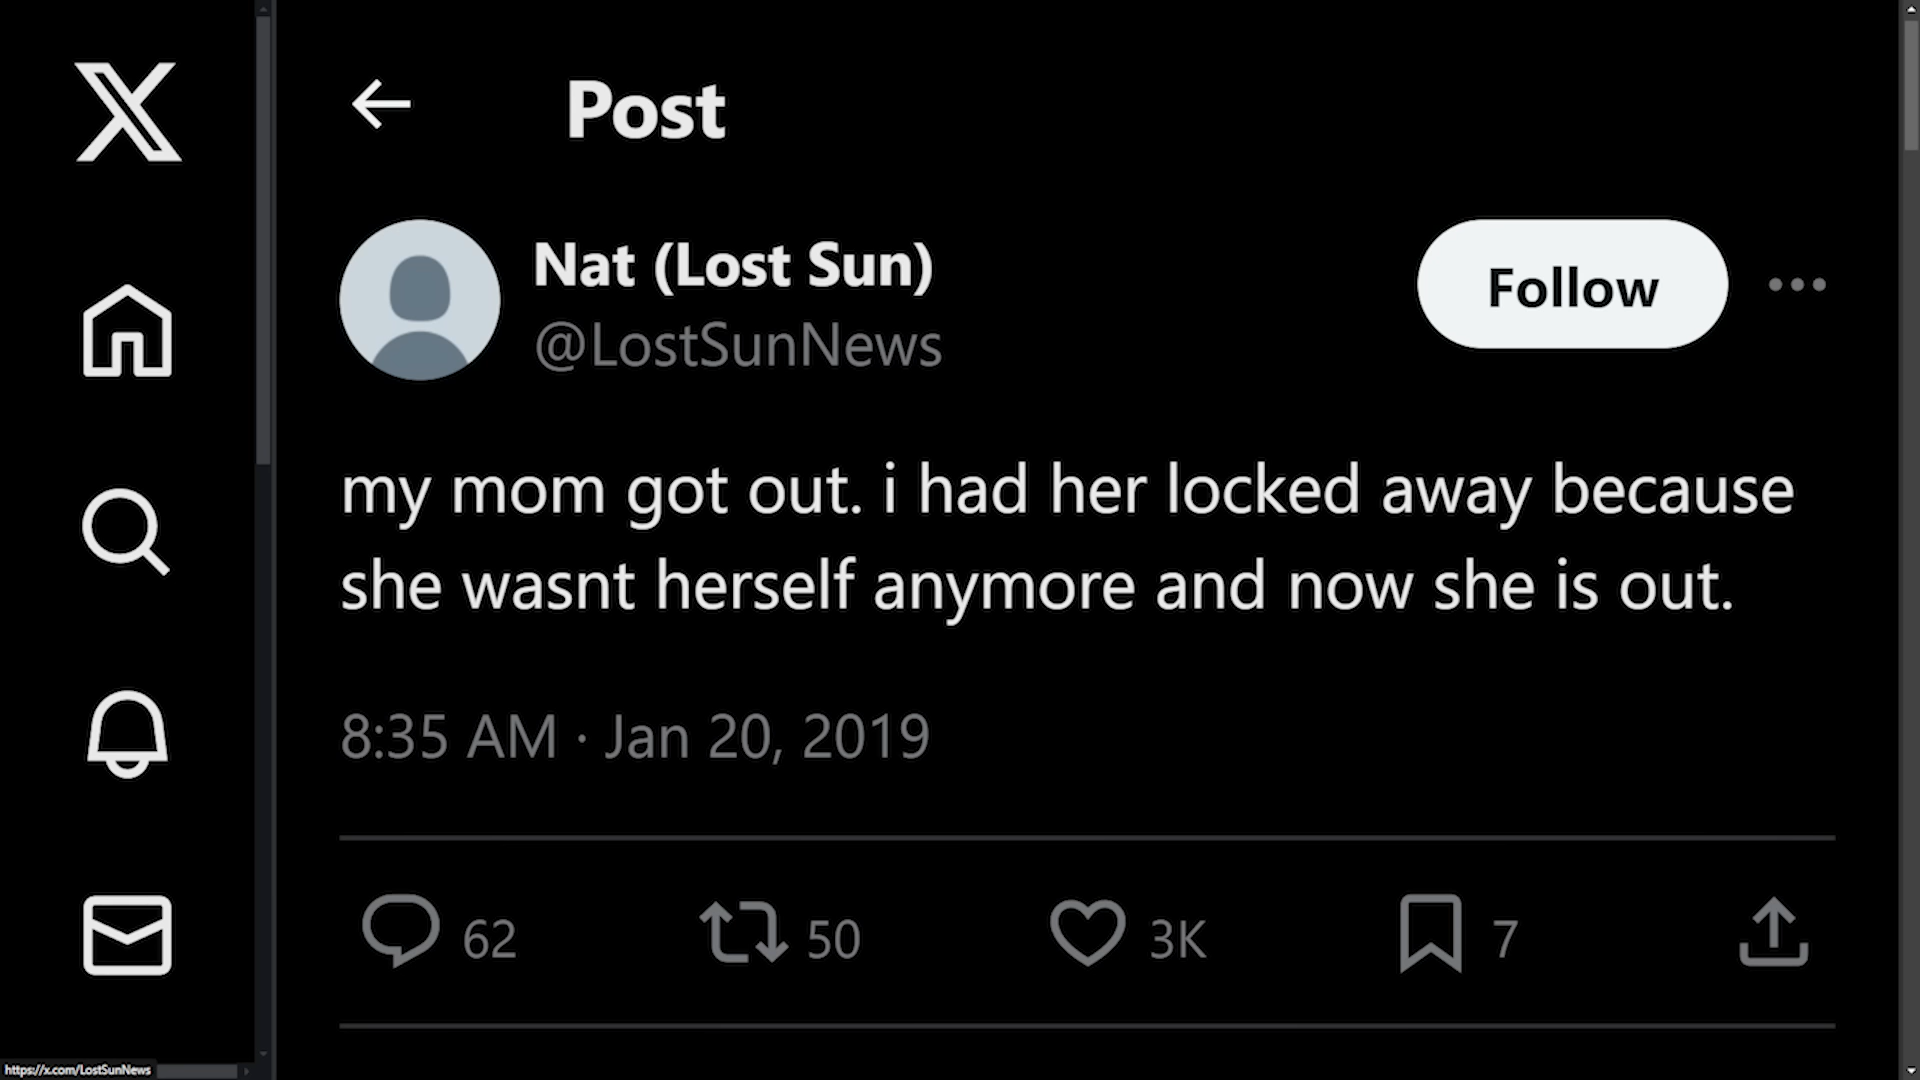 Post
Nat (Lost Sun)
@LostSunNews
Follow
my mom got out. i had her locked away because
she wasnt herself anymore and now she is out.
8:35 AM · Jan 20, 2019
62 50 3K 7
https://x.com/LostSunNews